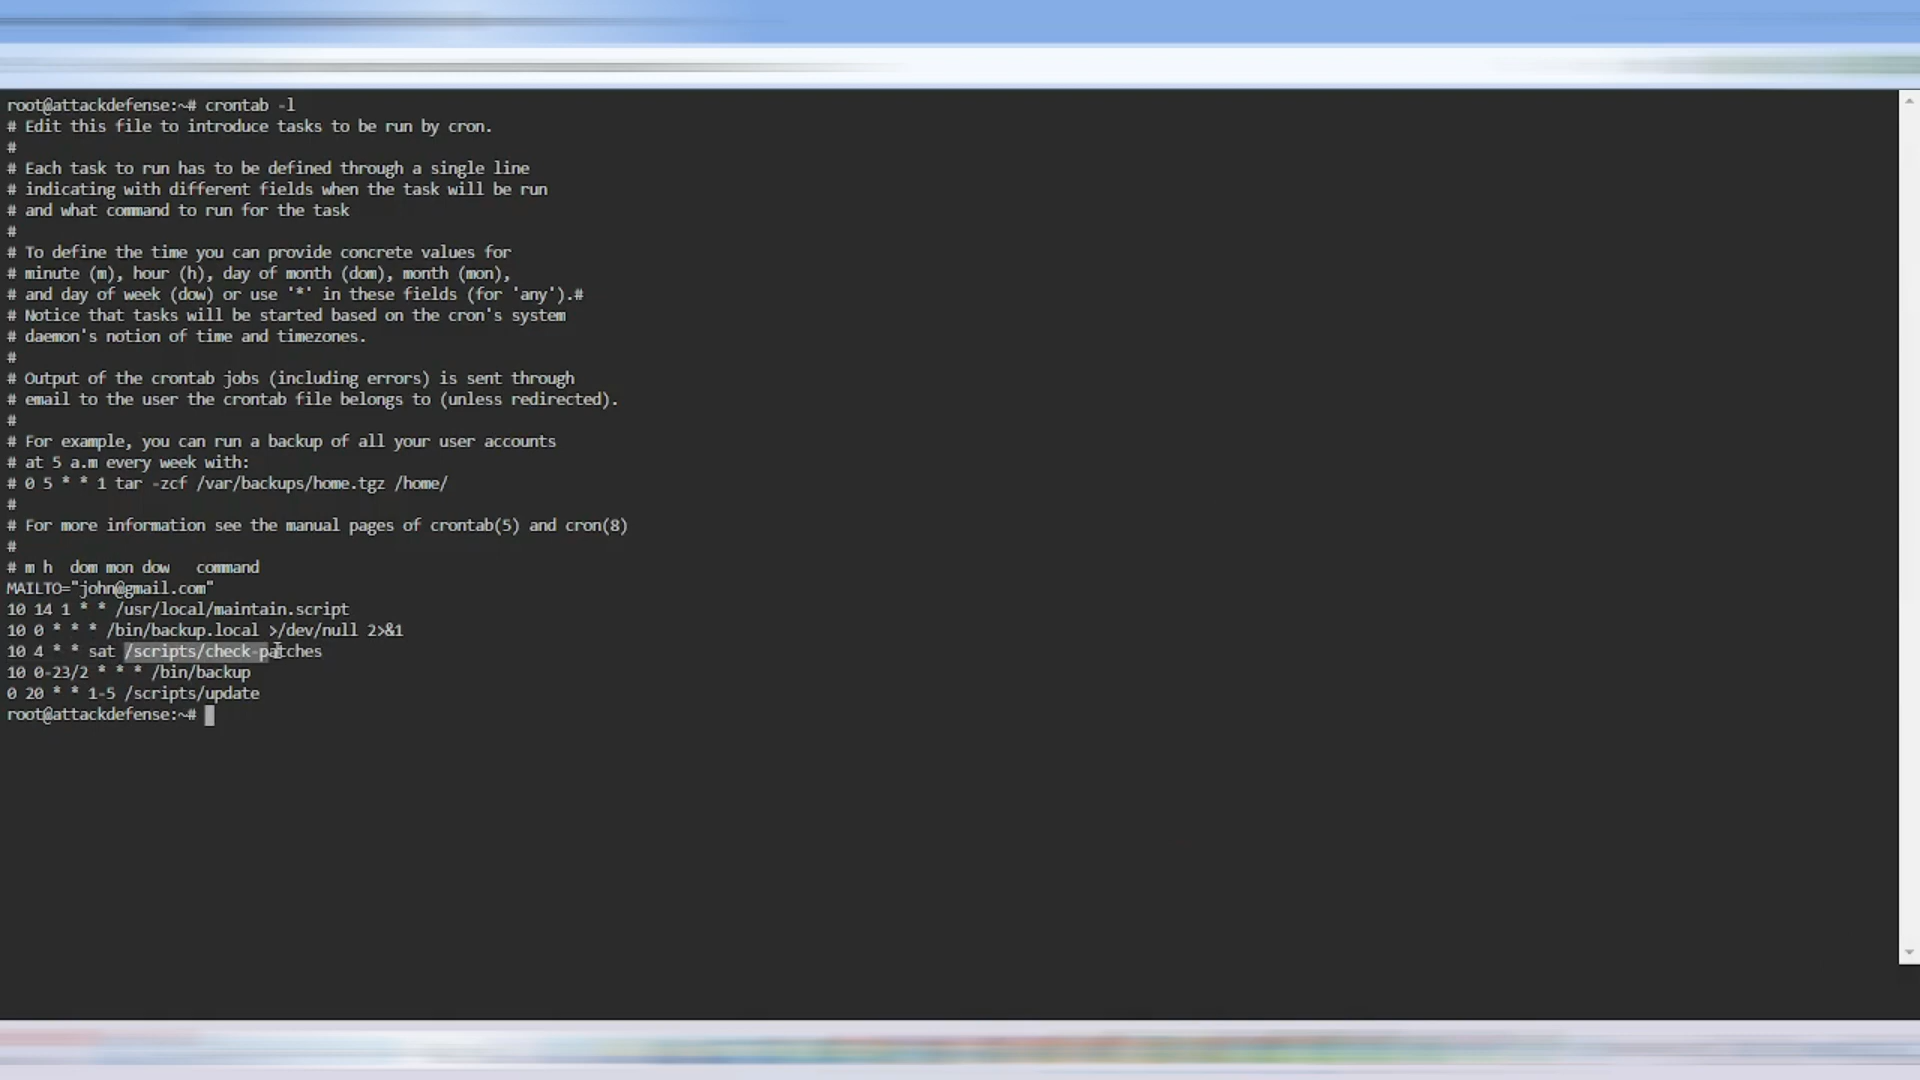 root@attackdefense:~# crontab -l
# Edit this file to introduce tasks to be run by cron.
#
# Each task to run has to be defined through a single line
# indicating with different fields when the task will be run
# and what command to run for the task
#
# To define the time you can provide concrete values for
# minute (m), hour (h), day of month (dom), month (mon),
# and day of week (dow) or use '*' in these fields (for 'any').#
# Notice that tasks will be started based on the cron's system
# daemon's notion of time and timezones.
#
# Output of the crontab jobs (including errors) is sent through
# email to the user the crontab file belongs to (unless redirected).
#
# For example, you can run a backup of all your user accounts
# at 5 a.m every week with:
# 0 5 * * 1 tar -zcf /var/backups/home.tgz /home/
#
# For more information see the manual pages of crontab(5) and cron(8)
#
# m h  dom mon dow   command
MAILTO="john@gmail.com"
10 14 1 * * /usr/local/maintain.script
10 0 * * * /bin/backup.local >/dev/null 2>&1
10 4 * * sat /scripts/check-patches
10 0-23/2 * * * /bin/backup
0 20 * * 1-5 /scripts/update
root@attackdefense:~#